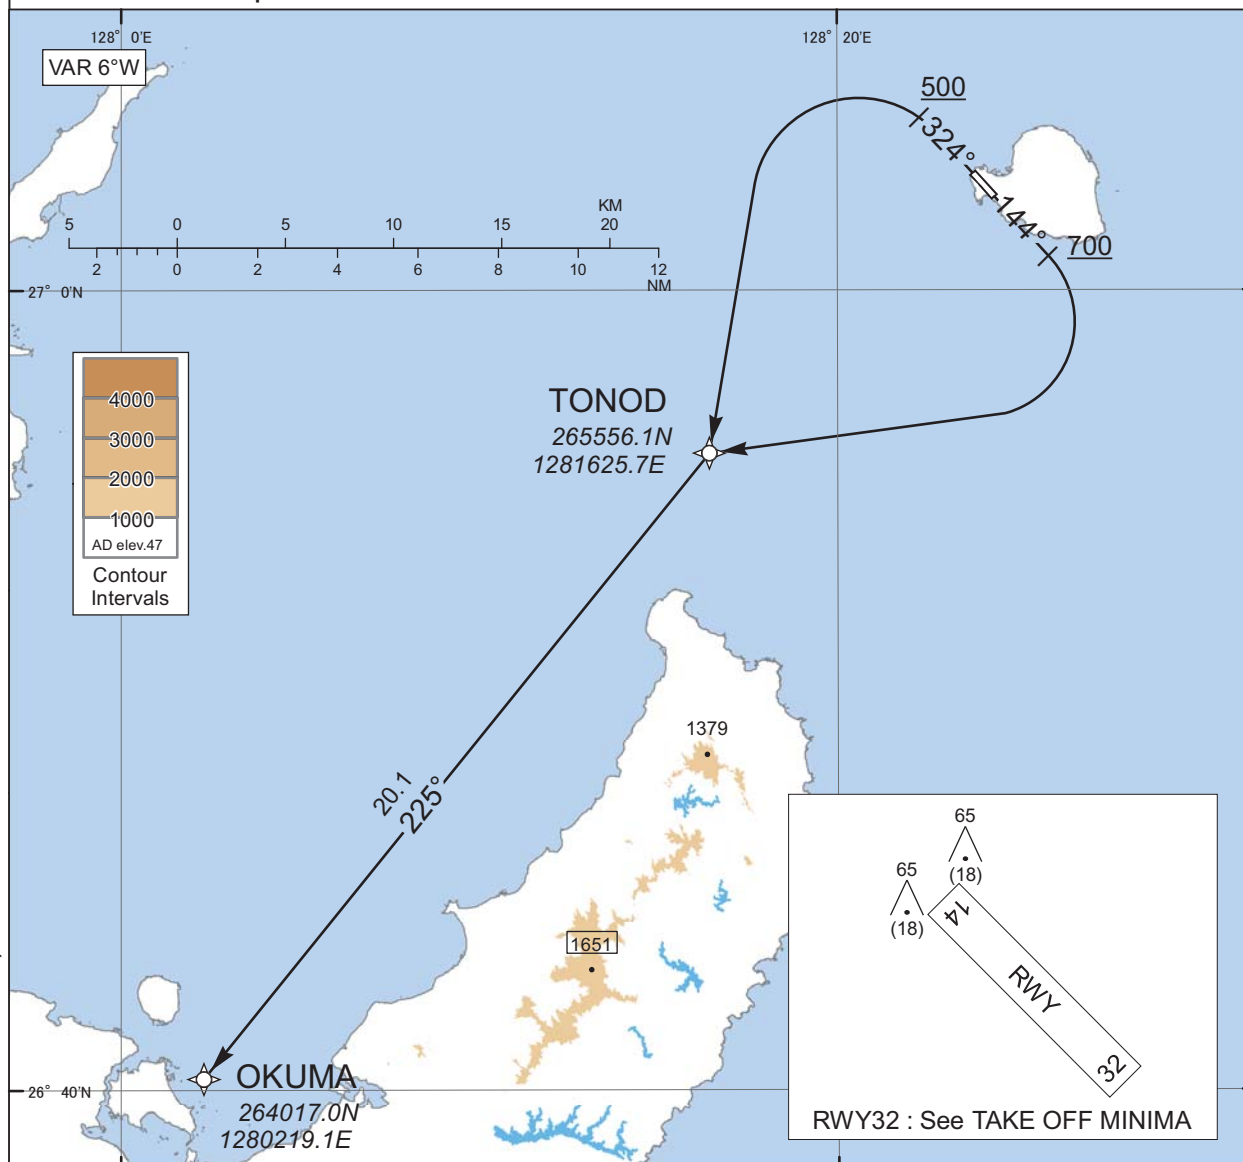 128° 0'E
128° 20'E
VAR 6°W
500
324°
144°
700
KM
5 0 5 10 15 20
2 0 2 4 6 8 10 12
NM
27° 0'N
4000
3000
2000
1000
AD elev.47
Contour
Intervals
TONOD
265556.1N
1281625.7E
20.1
225°
1379
1651
65
(18)
65
(18)
14
RWY
32
RWY32 : See TAKE OFF MINIMA
OKUMA
264017.0N
1280219.1E
26° 40'N